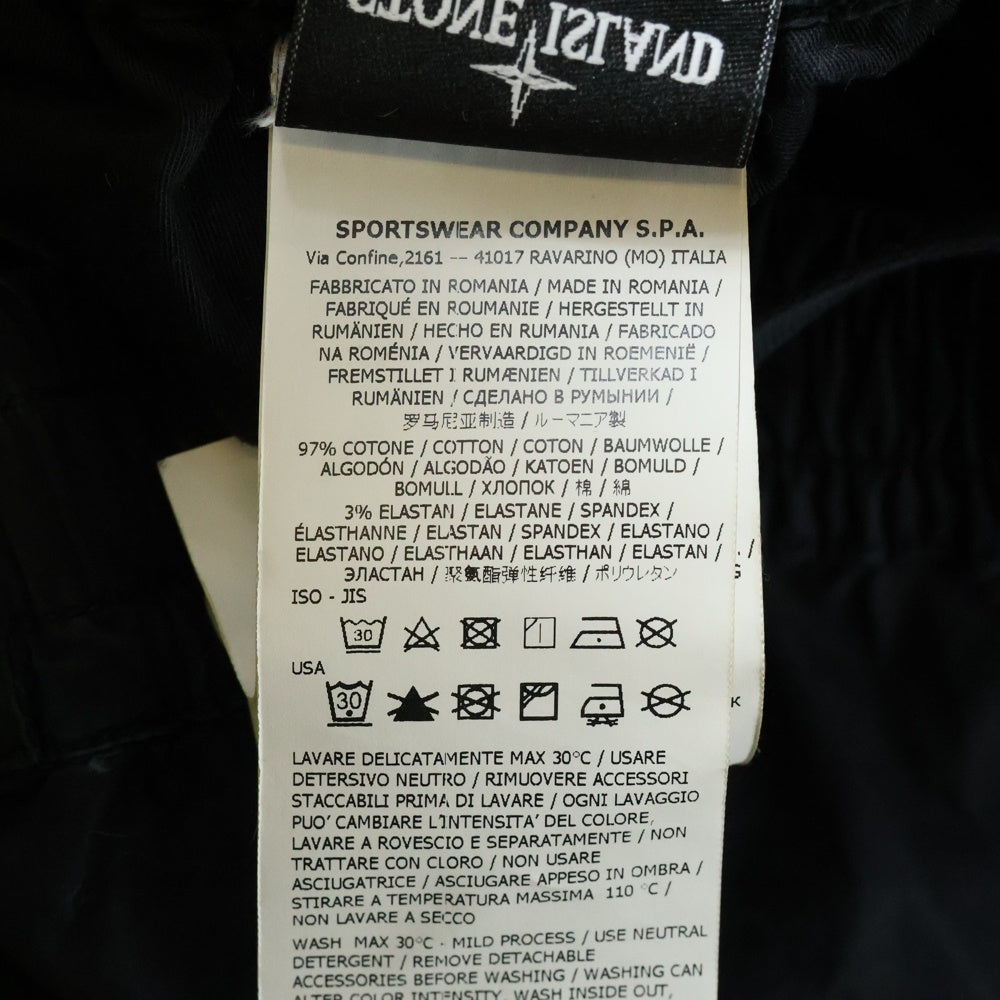 STONE ISLAND
SPORTSWEAR COMPANY S.P.A.
Via Confine,2161 -- 41017 RAVARINO (MO) ITALIA
FABBRICATO IN ROMANIA / MADE IN ROMANIA /
FABRIQUÉ EN ROUMANIE / HERGESTELLT IN
RUMÄNIEN / HECHO EN RUMANIA / FABRICADO
NA ROMÉNIA / VERVAARDIGD IN ROEMENIË /
FREMSTILLET I RUMÆNIEN / TILLVERKAD I
RUMÄNIEN / СДЕЛАНО В РУМЫНИИ /
罗马尼亚制造 / ルーマニア製
97% COTONE / COTTON / COTON / BAUMWOLLE /
ALGODÓN / ALGODÃO / KATOEN / BOMULD /
BOMULL / ХЛОПОК / 棉 / 綿
3% ELASTAN / ELASTANE / SPANDEX /
ÉLASTHANNE / ELASTAN / SPANDEX / ELASTANO /
ELASTANO / ELASTHAAN / ELASTHAN / ELASTAN /
ЭЛАСТАН / 聚氨酯弹性纤维 / ポリウレタン
ISO - JIS
30
USA
30
LAVARE DELICATAMENTE MAX 30°C / USARE
DETERSIVO NEUTRO / RIMUOVERE ACCESSORI
STACCABILI PRIMA DI LAVARE / OGNI LAVAGGIO
PUO' CAMBIARE L'INTENSITA' DEL COLORE,
LAVARE A ROVESCIO E SEPARATAMENTE / NON
TRATTARE CON CLORO / NON USARE
ASCIUGATRICE / ASCIUGARE APPESO IN OMBRA /
STIRARE A TEMPERATURA MASSIMA 110 °C /
NON LAVARE A SECCO
WASH MAX 30°C - MILD PROCESS / USE NEUTRAL
DETERGENT / REMOVE DETACHABLE
ACCESSORIES BEFORE WASHING / WASHING CAN
ALTER COLOR INTENSITY, WASH INSIDE OUT,